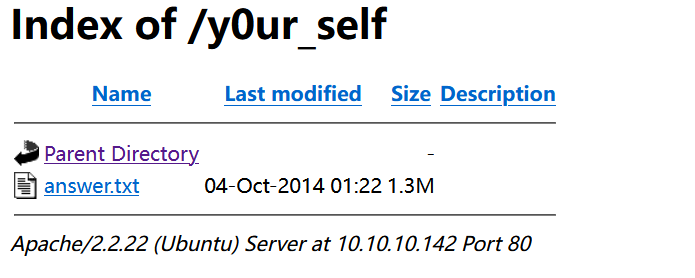 Index of /y0ur_self
Name Last modified Size Description
Parent Directory -
answer.txt 04-Oct-2014 01:22 1.3M
Apache/2.2.22 (Ubuntu) Server at 10.10.10.142 Port 80